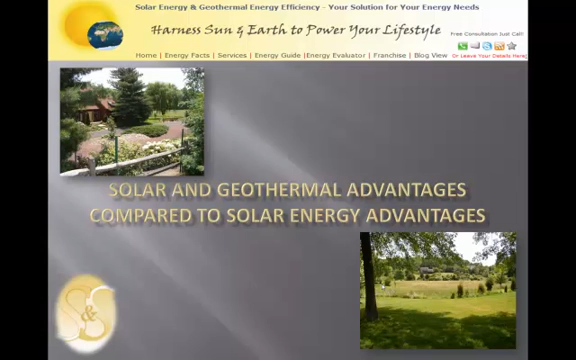 Solar Energy & Geothermal Energy Efficiency - Your Solution for Your Energy Needs
Harness Sun & Earth to Power Your Lifestyle
Free Consultation Just Call!
Home | Energy Facts | Services | Energy Guide | Energy Evaluator | Franchise | Blog View
Or Leave Your Details Here
SOLAR AND GEOTHERMAL ADVANTAGES
COMPARED TO SOLAR ENERGY ADVANTAGES
S&S